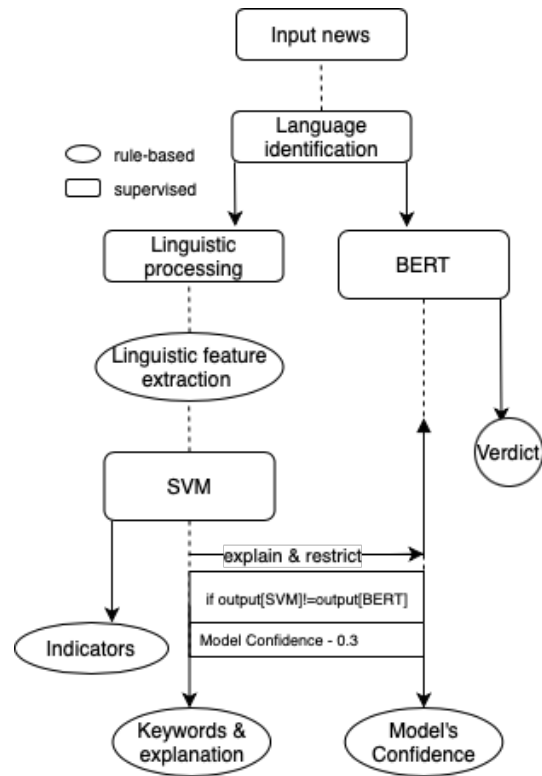 Input news
Language
identification
rule-based
supervised
Linguistic
processing
BERT
Linguistic feature
extraction
Verdict
SVM
explain & restrict
if output[SVM]!=output[BERT]
Model Confidence - 0.3
Indicators
Keywords &
explanation
Model's
Confidence